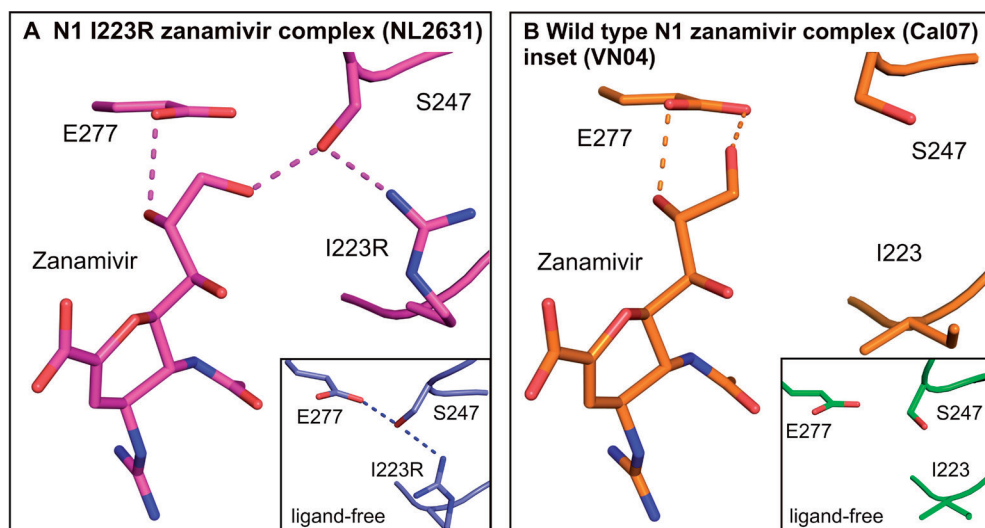 A N1 I223R zanamivir complex (NL2631)
S247
E277
I223R
Zanamivir
E277
S247
I223R
ligand-free
B Wild type N1 zanamivir complex (Cal07)
inset (VN04)
E277
S247
I223
Zanamivir
E277
S247
I223
ligand-free